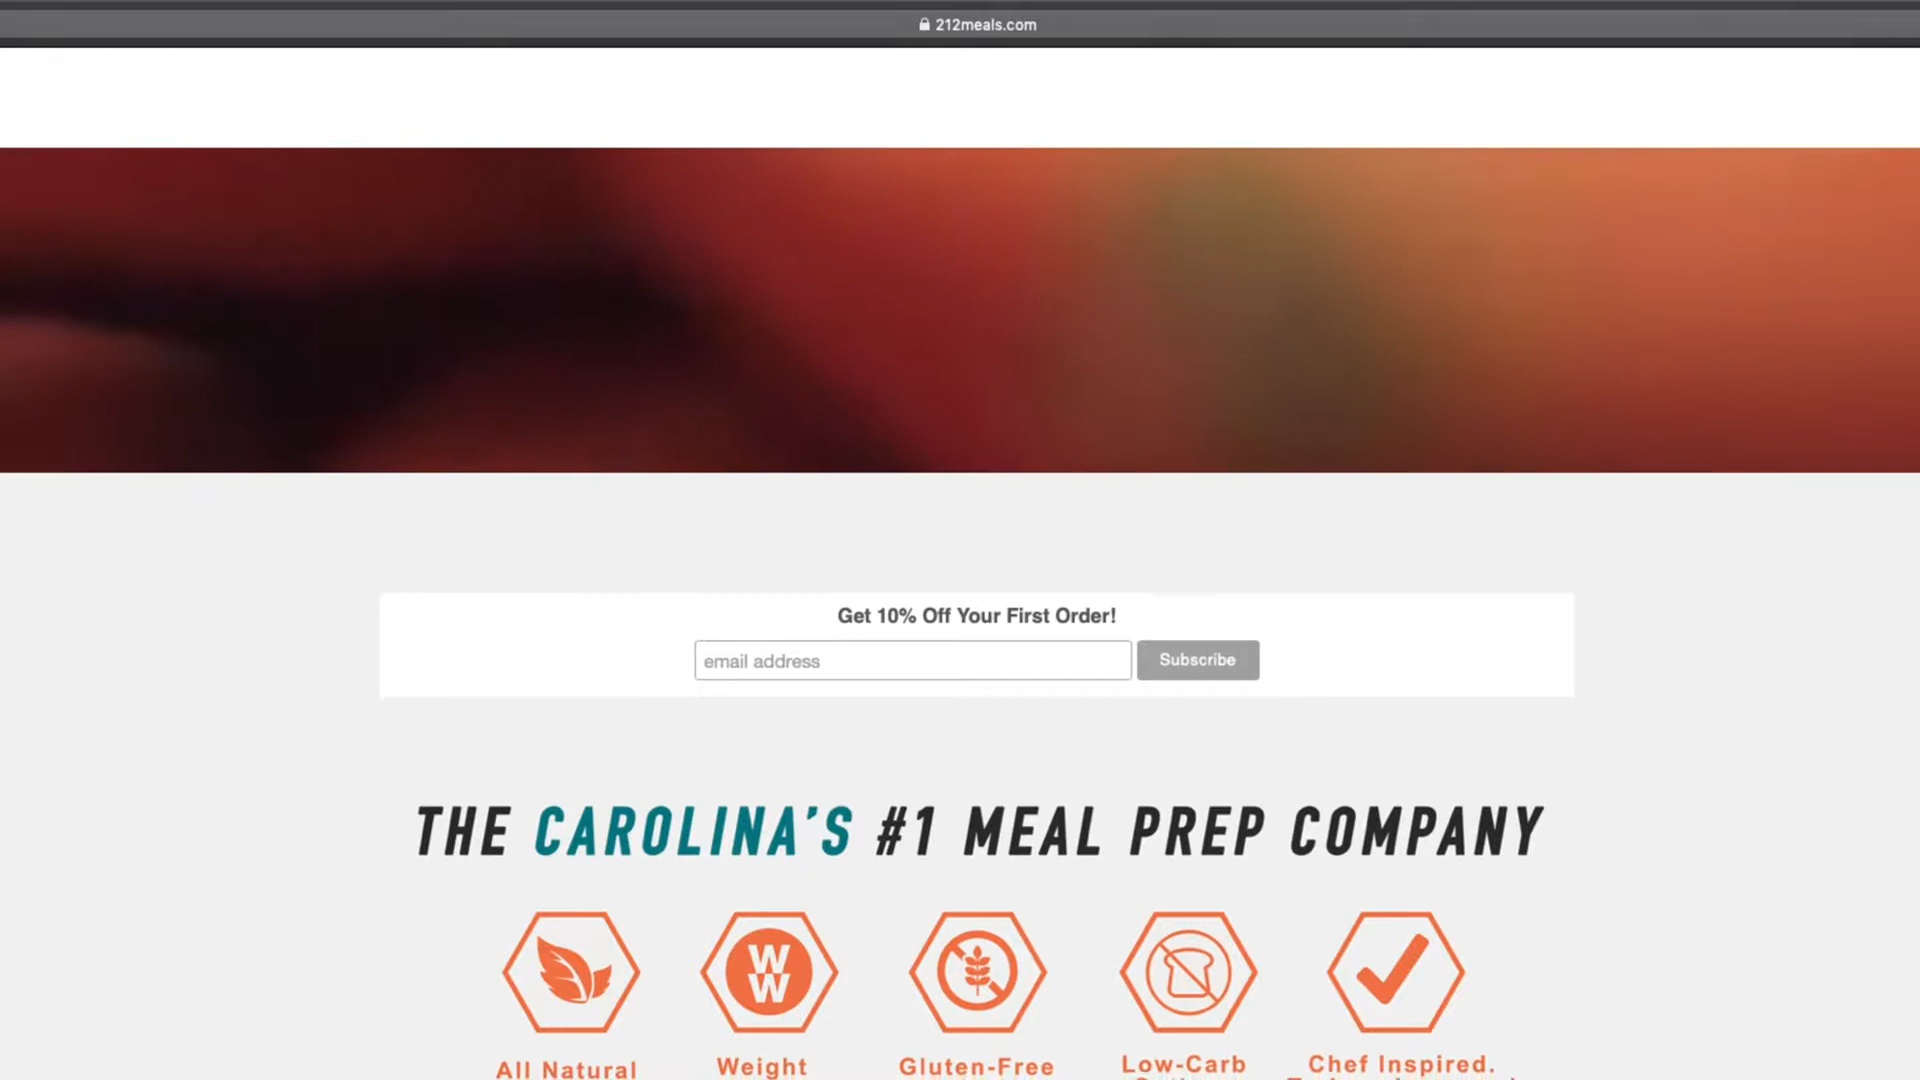 212meals.com
Get 10% Off Your First Order!
email address
Subscribe
THE CAROLINA'S #1 MEAL PREP COMPANY
W
W
All Natural
Weight
Gluten-Free
Low-Carb
Chef Inspired.